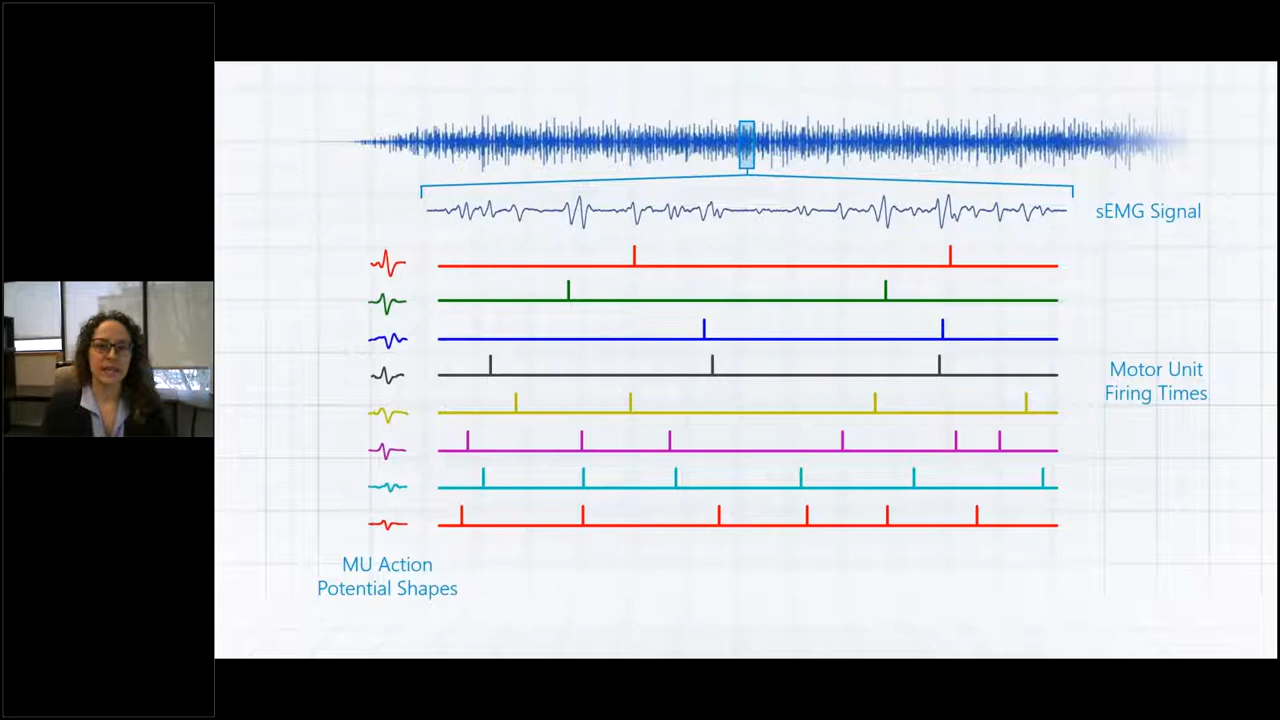 sEMG Signal
Motor Unit
Firing Times
MU Action
Potential Shapes